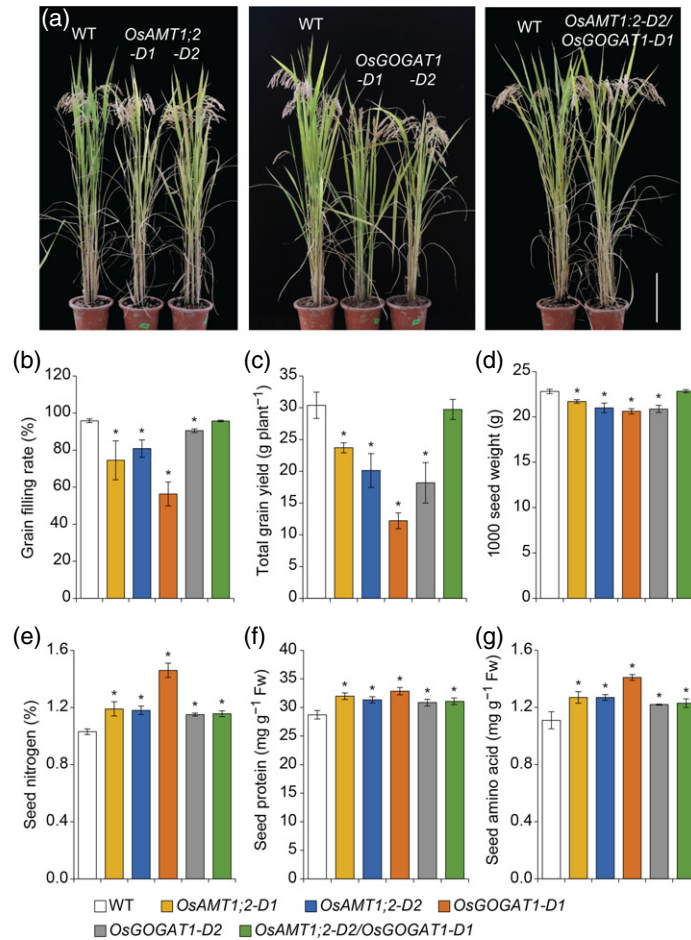 (a)
WT
OsAMT1;2
-D1 -D2
WT
OsGOGAT1
-D1 -D2
WT
OsAMT1:2-D2/
OsGOGAT1-D1
(b)
Grain filling rate (%)
120
100
80
60
40
20
0
* * * *
(c)
Total grain yield (g plant⁻¹)
35
30
25
20
15
10
5
0
* * * *
(d)
1000 seed weight (g)
25
20
15
10
5
0
* * * *
(e)
Seed nitrogen (%)
1.6
1.2
0.8
0.4
0.0
* * * * *
(f)
Seed protein (mg g⁻¹ Fw)
40
35
30
25
20
15
10
5
0
* * * * *
(g)
Seed amino acid (mg g⁻¹ Fw)
1.6
1.2
0.8
0.4
0.0
* * * * *
WT OsAMT1;2-D1 OsAMT1;2-D2 OsGOGAT1-D1
OsGOGAT1-D2 OsAMT1;2-D2/OsGOGAT1-D1